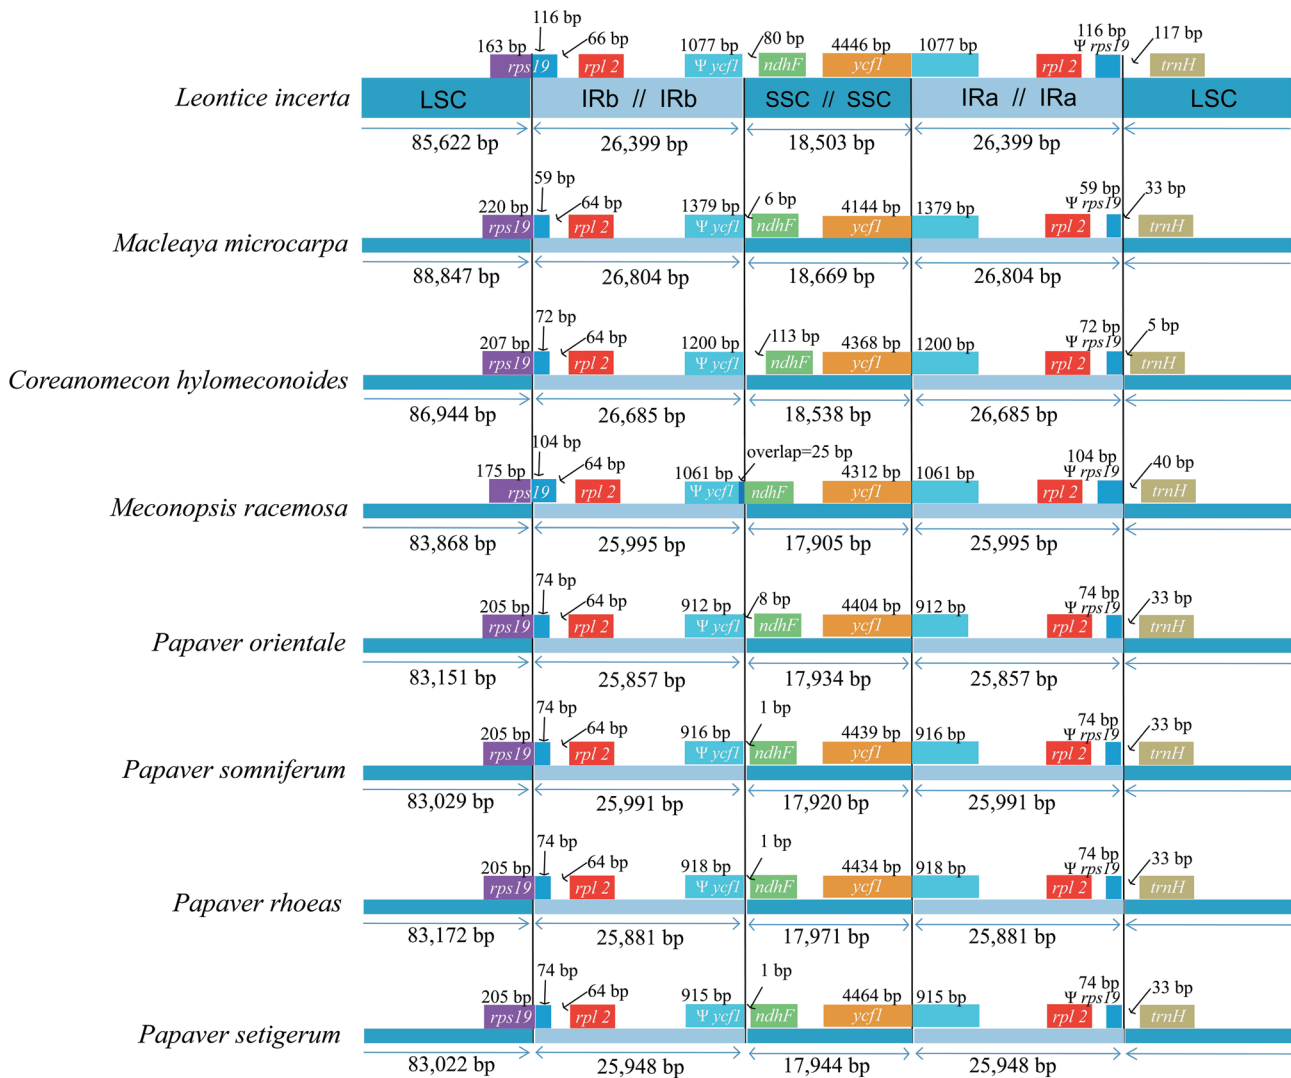 116 bp 116 bp
163 bp 66 bp 1077 bp 80 bp 4446 bp 1077 bp Ψ rps19 117 bp
rps19 rpl 2 Ψ ycf1 ndhF ycf1 rpl 2 trnH
Leontice incerta LSC IRb // IRb SSC // SSC IRa // IRa LSC
85,622 bp 26,399 bp 18,503 bp 26,399 bp
59 bp 59 bp
220 bp 64 bp 1379 bp 6 bp 4144 bp 1379 bp Ψ rps19 33 bp
rps19 rpl 2 Ψ ycf1 ndhF ycf1 rpl 2 trnH
Macleaya microcarpa
88,847 bp 26,804 bp 18,669 bp 26,804 bp
72 bp 72 bp
207 bp 64 bp 1200 bp 113 bp 4368 bp 1200 bp Ψ rps19 5 bp
rps19 rpl 2 Ψ ycf1 ndhF ycf1 rpl 2 trnH
Coreanomecon hylomeconoides
86,944 bp 26,685 bp 18,538 bp 26,685 bp
104 bp overlap=25 bp 104 bp
175 bp 64 bp 1061 bp 4312 bp 1061 bp Ψ rps19 40 bp
rps19 rpl 2 Ψ ycf1 ndhF ycf1 rpl 2 trnH
Meconopsis racemosa
83,868 bp 25,995 bp 17,905 bp 25,995 bp
74 bp 74 bp
205 bp 64 bp 912 bp 8 bp 4404 bp 912 bp Ψ rps19 33 bp
rps19 rpl 2 Ψ ycf1 ndhF ycf1 rpl 2 trnH
Papaver orientale
83,151 bp 25,857 bp 17,934 bp 25,857 bp
74 bp 1 bp 74 bp
205 bp 64 bp 916 bp 4439 bp 916 bp Ψ rps19 33 bp
rps19 rpl 2 Ψ ycf1 ndhF ycf1 rpl 2 trnH
Papaver somniferum
83,029 bp 25,991 bp 17,920 bp 25,991 bp
74 bp 1 bp 74 bp
205 bp 64 bp 918 bp 4434 bp 918 bp Ψ rps19 33 bp
rps19 rpl 2 Ψ ycf1 ndhF ycf1 rpl 2 trnH
Papaver rhoeas
83,172 bp 25,881 bp 17,971 bp 25,881 bp
74 bp 1 bp 74 bp
205 bp 64 bp 915 bp 4464 bp 915 bp Ψ rps19 33 bp
rps19 rpl 2 Ψ ycf1 ndhF ycf1 rpl 2 trnH
Papaver setigerum
83,022 bp 25,948 bp 17,944 bp 25,948 bp